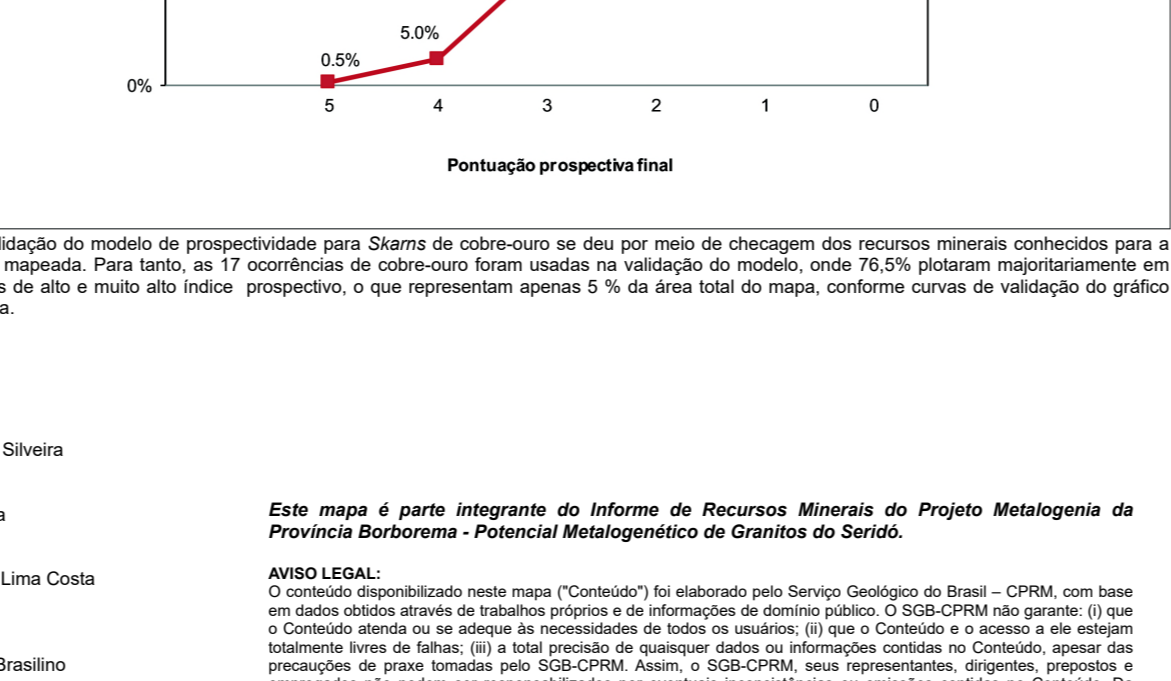 5.0%
0.5%
0%
5 4 3 2 1 0
Pontuação prospectiva final
do modelo de prospectividade para Skarns de cobre-ouro se deu por meio de checagem dos recursos minerais conhecidos para a
mapeada. Para tanto, as 17 ocorrências de cobre-ouro foram usadas na validação do modelo, onde 76,5% plotaram majoritariamente em
de alto e muito alto índice prospectivo, o que representam apenas 5 % da área total do mapa, conforme curvas de validação do gráfico
Silveira
Este mapa é parte integrante do Informe de Recursos Minerais do Projeto Metalogenia da
Província Borborema - Potencial Metalogenético de Granitos do Seridó.
Lima Costa
AVISO LEGAL:
O conteúdo disponibilizado neste mapa ("Conteúdo") foi elaborado pelo Serviço Geológico do Brasil – CPRM, com base
em dados obtidos através de trabalhos próprios e de informações de domínio público. O SGB-CPRM não garante: (i) que
o Conteúdo atenda ou se adeque às necessidades de todos os usuários; (ii) que o Conteúdo e o acesso a ele estejam
totalmente livres de falhas; (iii) a total precisão de quaisquer dados ou informações contidas no Conteúdo, apesar das
Brasilino
precauções de praxe tomadas pelo SGB-CPRM. Assim, o SGB-CPRM, seus representantes, dirigentes, prepostos e